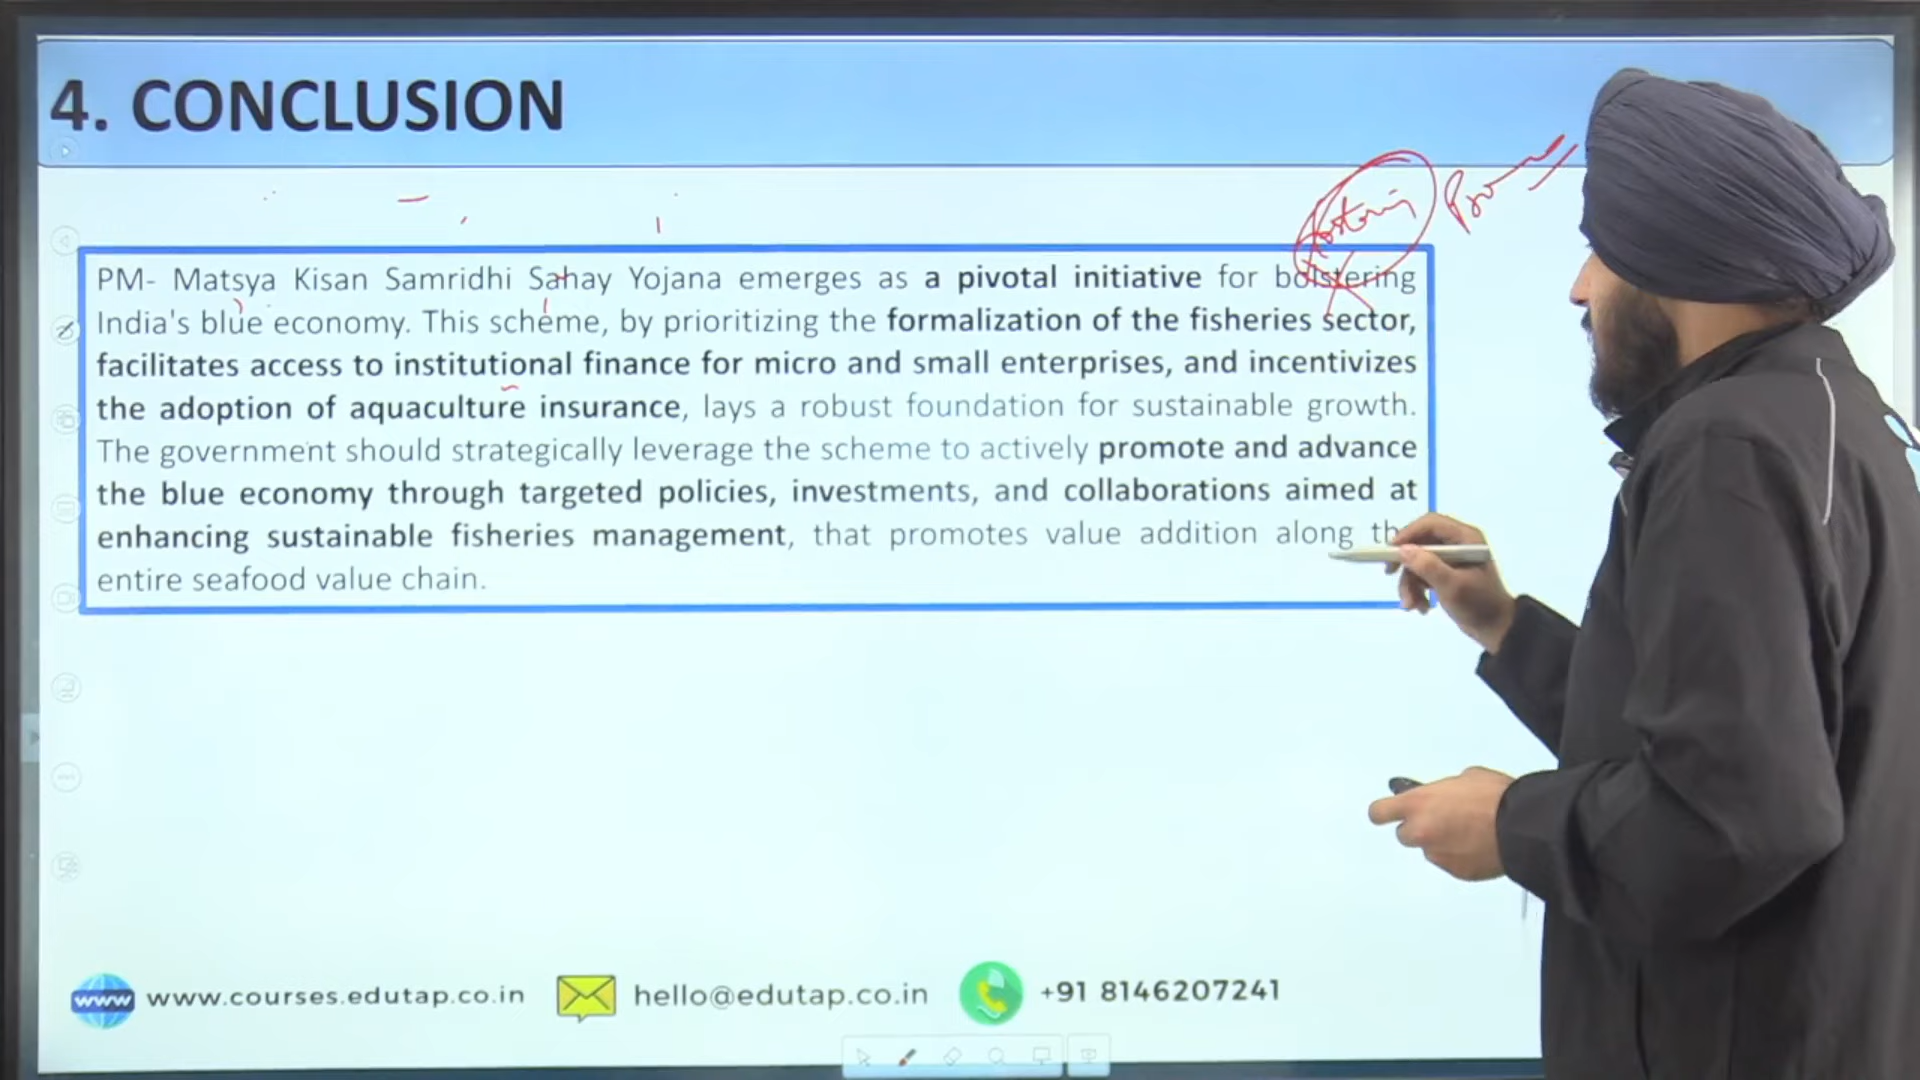 4. CONCLUSION
fostering
PM- Matsya Kisan Samridhi Sahay Yojana emerges as a pivotal initiative for bolstering
India's blue economy. This scheme, by prioritizing the formalization of the fisheries sector,
facilitates access to institutional finance for micro and small enterprises, and incentivizes
the adoption of aquaculture insurance, lays a robust foundation for sustainable growth.
The government should strategically leverage the scheme to actively promote and advance
the blue economy through targeted policies, investments, and collaborations aimed at
enhancing sustainable fisheries management, that promotes value addition along
entire seafood value chain.
www www.courses.edutap.co.in hello@edutap.co.in +91 8146207241